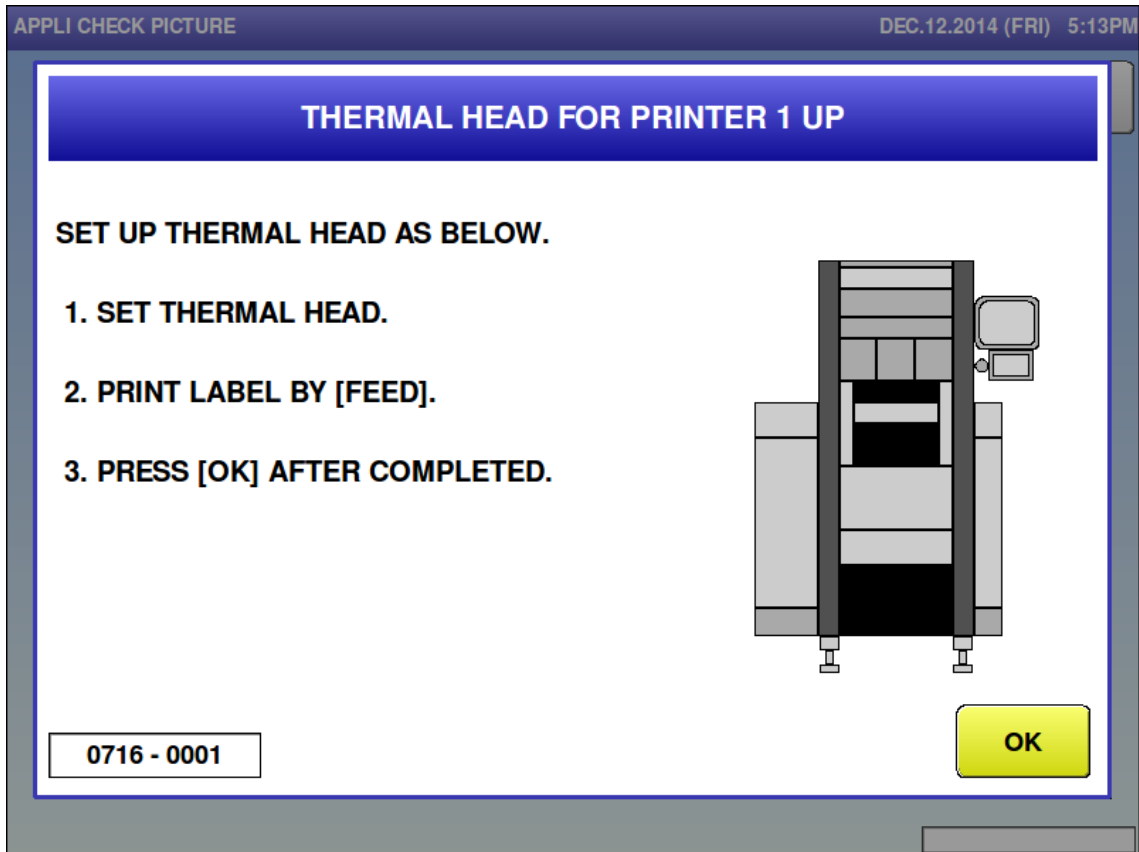 APPLI CHECK PICTURE DEC.12.2014 (FRI) 5:13PM
THERMAL HEAD FOR PRINTER 1 UP
SET UP THERMAL HEAD AS BELOW.
1. SET THERMAL HEAD.
2. PRINT LABEL BY [FEED].
3. PRESS [OK] AFTER COMPLETED.
0716 - 0001
OK